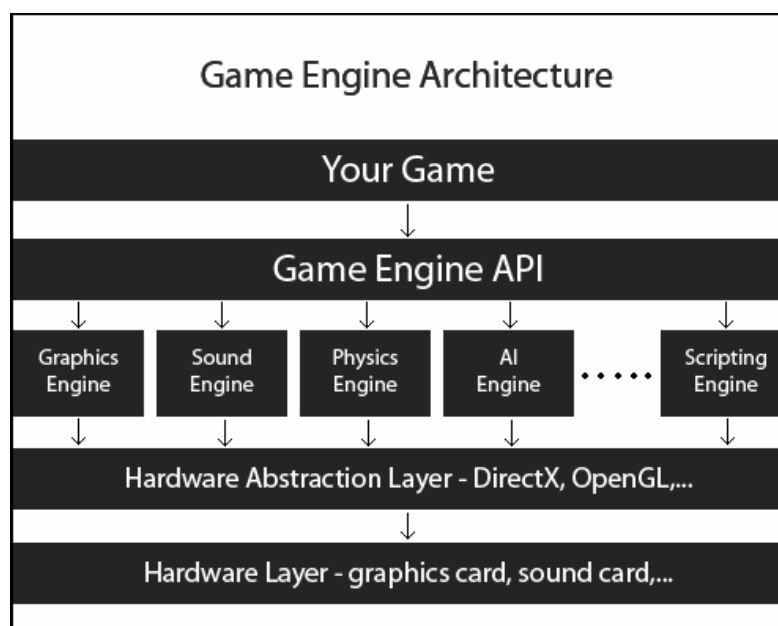 Game Engine Architecture
Your Game
Game Engine API
Graphics
Engine
Sound
Engine
Physics
Engine
AI
Engine
Scripting
Engine
Hardware Abstraction Layer - DirectX, OpenGL,...
Hardware Layer - graphics card, sound card,...